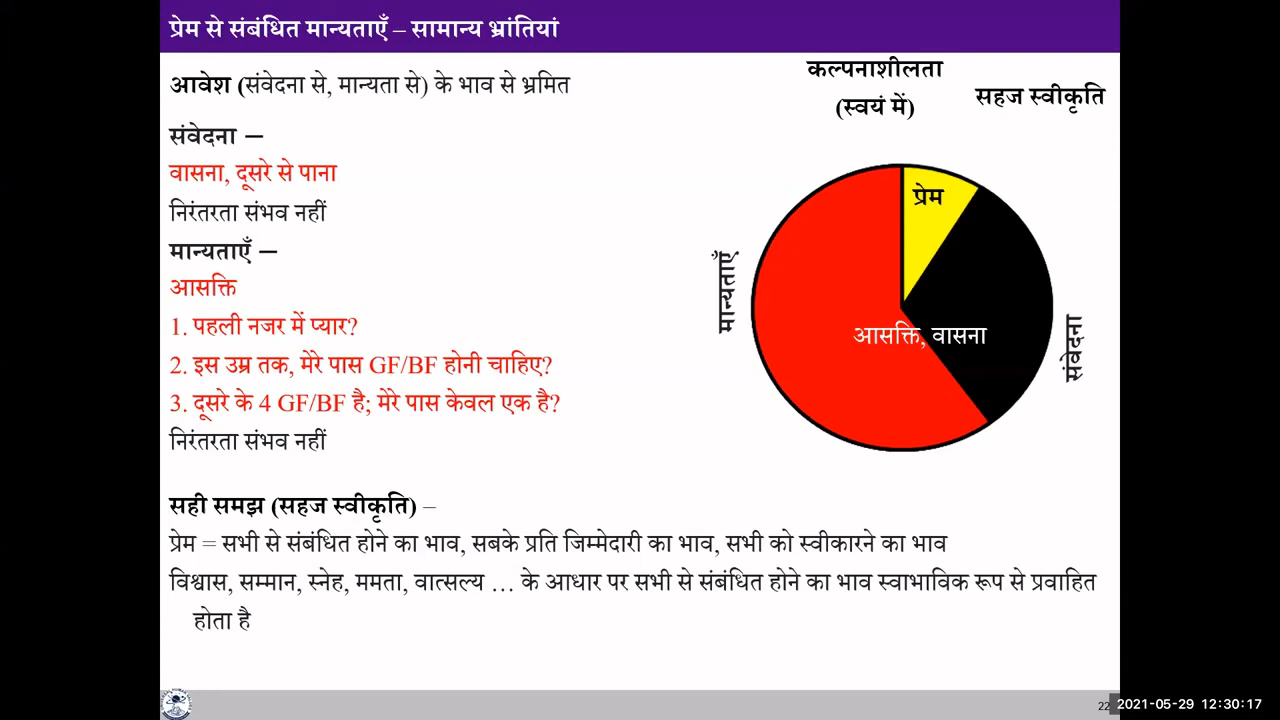 प्रेम से संबंधित मान्यताएँ – सामान्य भ्रांतियां
आवेश (संवेदना से, मान्यता से) के भाव से भ्रमित
संवेदना –
वासना, दूसरे से पाना
निरंतरता संभव नहीं
मान्यताएँ –
आसक्ति
1. पहली नजर में प्यार?
2. इस उम्र तक, मेरे पास GF/BF होनी चाहिए?
3. दूसरे के 4 GF/BF है; मेरे पास केवल एक है?
निरंतरता संभव नहीं
सही समझ (सहज स्वीकृति) –
प्रेम = सभी से संबंधित होने का भाव, सबके प्रति जिम्मेदारी का भाव, सभी को स्वीकारने का भाव
विश्वास, सम्मान, स्नेह, ममता, वात्सल्य … के आधार पर सभी से संबंधित होने का भाव स्वाभाविक रूप से प्रवाहित
होता है
कल्पनाशीलता
(स्वयं में)
सहज स्वीकृति
प्रेम
मान्यताएँ
आसक्ति, वासना
संवेदना
22
2021-05-29 12:30:17